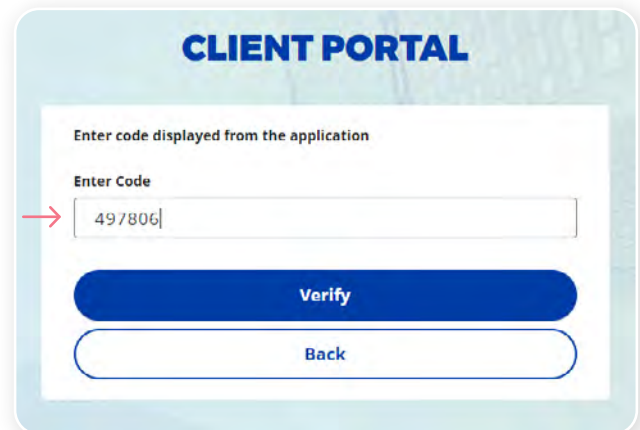 CLIENT PORTAL
Enter code displayed from the application
Enter Code
497806
Verify
Back